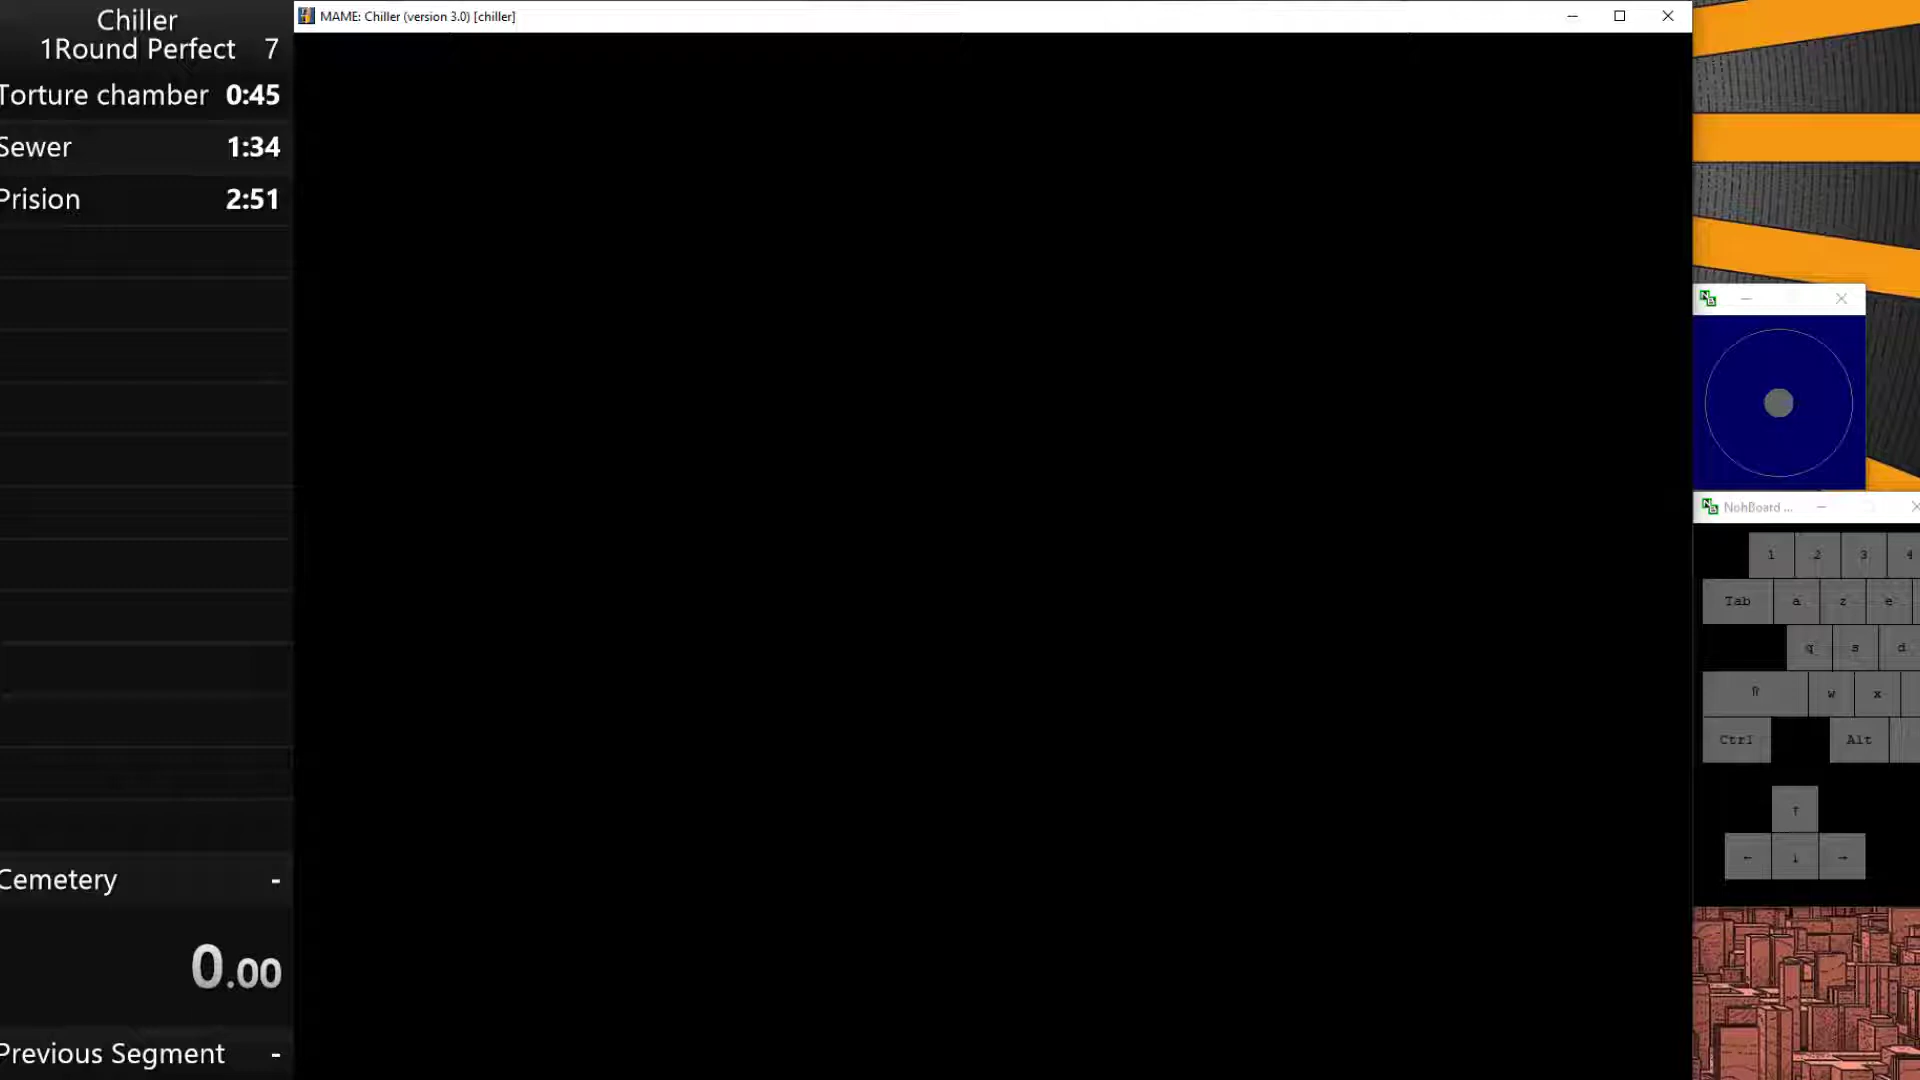 Chiller
1Round Perfect 7
Torture chamber 0:45
Sewer 1:34
Prision 2:51
Cemetery -
0.00
Previous Segment -
MAME: Chiller (version 3.0) [chiller]
NohBoard ...
1 2 3 4
Tab a z e
q s d
⇑ w x
Ctrl Alt
↑
← ↓ →